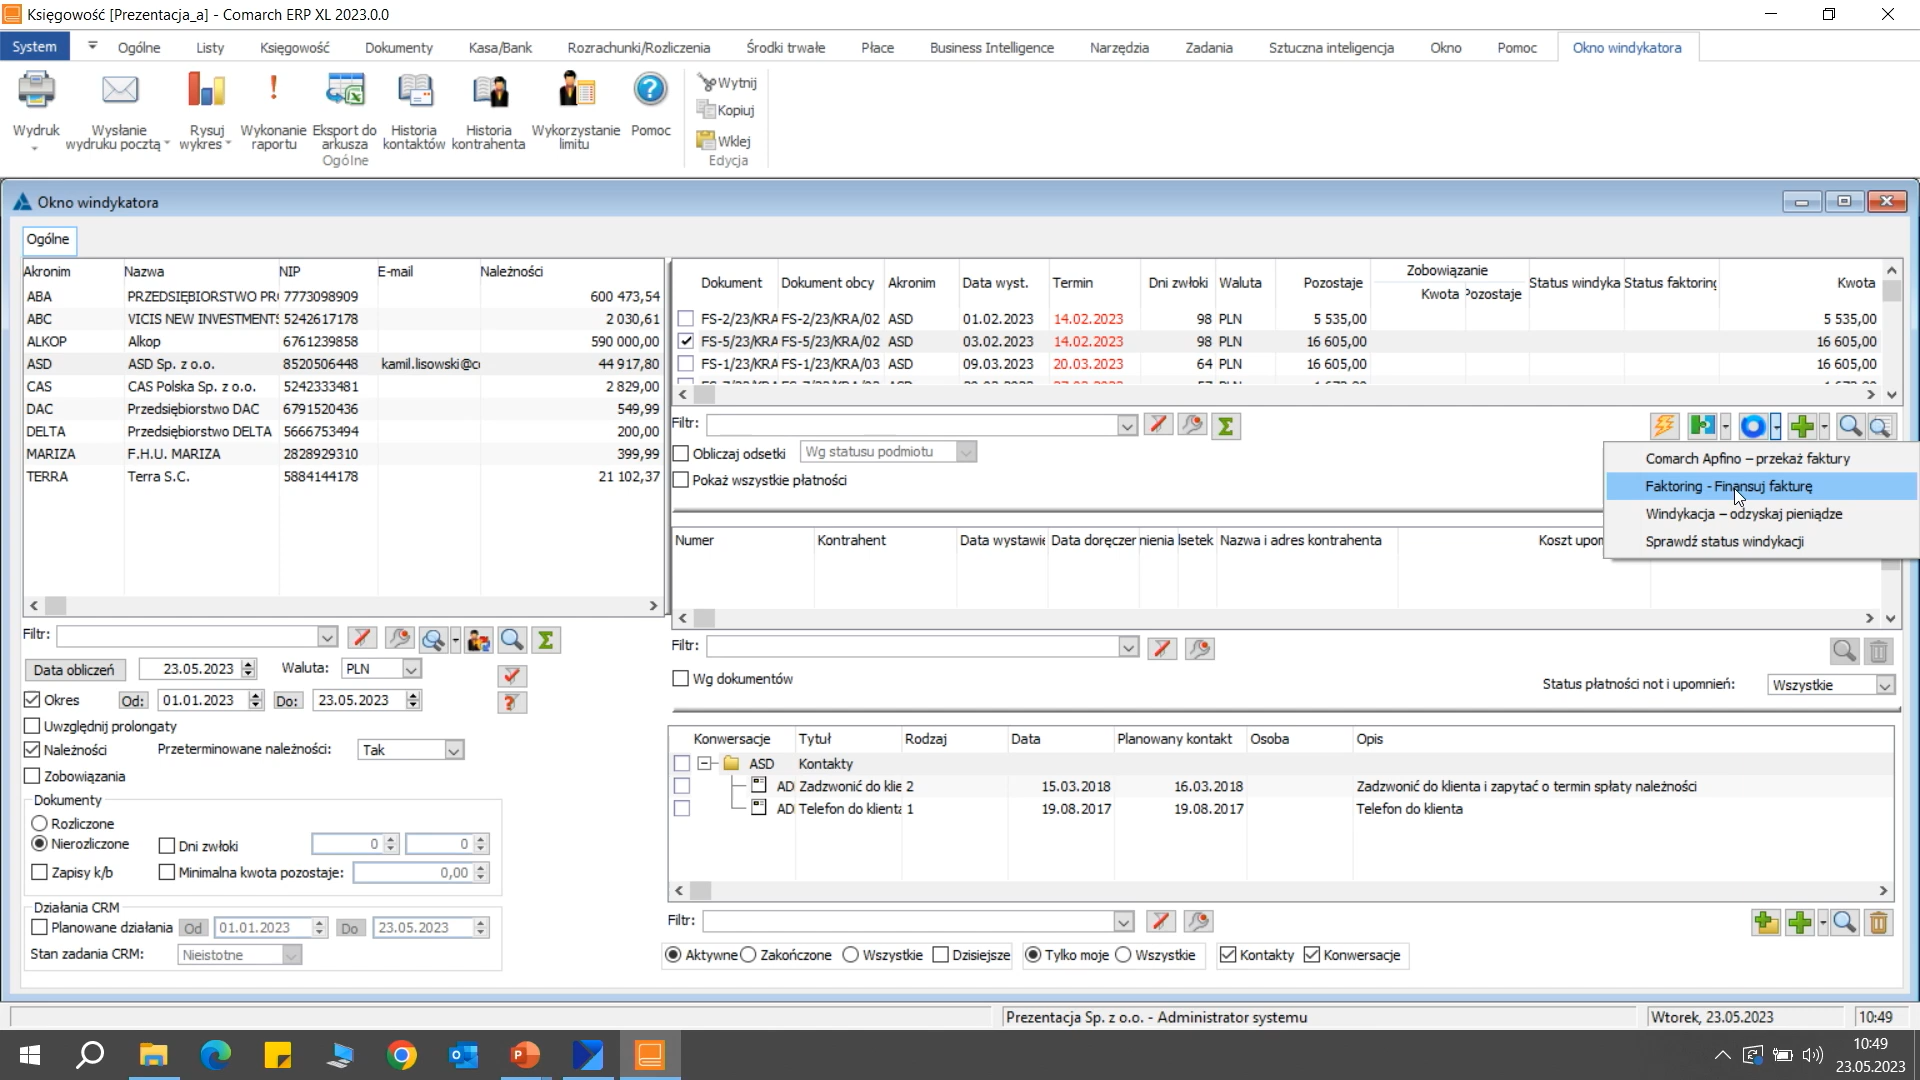 Księgowość [Prezentacja_a] - Comarch ERP XL 2023.0.0
System Ogólne Listy Księgowość Dokumenty Kasa/Bank Rozrachunki/Rozliczenia Środki trwałe Płace Business Intelligence Narzędzia Zadania Sztuczna inteligencja Okno Pomoc Okno windykatora
Wydruk Wysłanie wydruku pocztą Rysuj wykres Wykonanie raportu Eksport do arkusza Historia kontaktów Historia kontrahenta Wykorzystanie limitu Pomoc
Ogólne
Wytnij
Kopiuj
Wklej
Edycja
Okno windykatora
Ogólne
Akronim Nazwa NIP E-mail Należności
ABA PRZEDSIĘBIORSTWO PR 7773098909 600 473,54
ABC VICIS NEW INVESTMENT 5242617178 2 030,61
ALKOP Alkop 6761239858 590 000,00
ASD ASD Sp. z o.o. 8520506448 kamil.lisowski@c 44 917,80
CAS CAS Polska Sp. z o.o. 5242333481 2 829,00
DAC Przedsiębiorstwo DAC 6791520436 549,99
DELTA Przedsiębiorstwo DELTA 5666753494 200,00
MARIZA F.H.U. MARIZA 2828929310 399,99
TERRA Terra S.C. 5884144178 21 102,37
Filtr:
Data obliczeń 23.05.2023 Waluta: PLN
Okres Od: 01.01.2023 Do: 23.05.2023
Uwzględnij prolongaty
Należności Przeterminowane należności: Tak
Zobowiązania
Dokumenty
Rozliczone
Nierozliczone Dni zwłoki 0 0
Zapisy k/b Minimalna kwota pozostaje: 0,00
Działania CRM
Planowane działania Od 01.01.2023 Do 23.05.2023
Stan zadania CRM: Nieistotne
Dokument Dokument obcy Akronim Data wyst. Termin Dni zwłoki Waluta Pozostaje Zobowiązanie Kwota Pozostaje Status windyka Status faktoring Kwota
FS-2/23/KRA FS-2/23/KRA/02 ASD 01.02.2023 14.02.2023 98 PLN 5 535,00 5 535,00
FS-5/23/KRA FS-5/23/KRA/02 ASD 03.02.2023 14.02.2023 98 PLN 16 605,00 16 605,00
FS-1/23/KRA FS-1/23/KRA/03 ASD 09.03.2023 20.03.2023 64 PLN 16 605,00 16 605,00
Filtr:
Obliczaj odsetki Wg statusu podmiotu
Pokaż wszystkie płatności
Comarch Apfino – przekaż faktury
Faktoring - Finansuj fakturę
Windykacja – odzyskaj pieniądze
Sprawdź status windykacji
Numer Kontrahent Data wystawie Data doręczer nienia lsetek Nazwa i adres kontrahenta Koszt upon
Filtr:
Wg dokumentów Status płatności not i upomnień: Wszystkie
Konwersacje Tytuł Rodzaj Data Planowany kontakt Osoba Opis
ASD Kontakty
AD Zadzwonić do klie 2 15.03.2018 16.03.2018 Zadzwonić do klienta i zapytać o termin spłaty należności
AD Telefon do klienta 1 19.08.2017 19.08.2017 Telefon do klienta
Filtr:
Aktywne Zakończone Wszystkie Dzisiejsze Tylko moje Wszystkie Kontakty Konwersacje
Prezentacja Sp. z o.o. - Administrator systemu Wtorek, 23.05.2023 10:49
10:49
23.05.2023